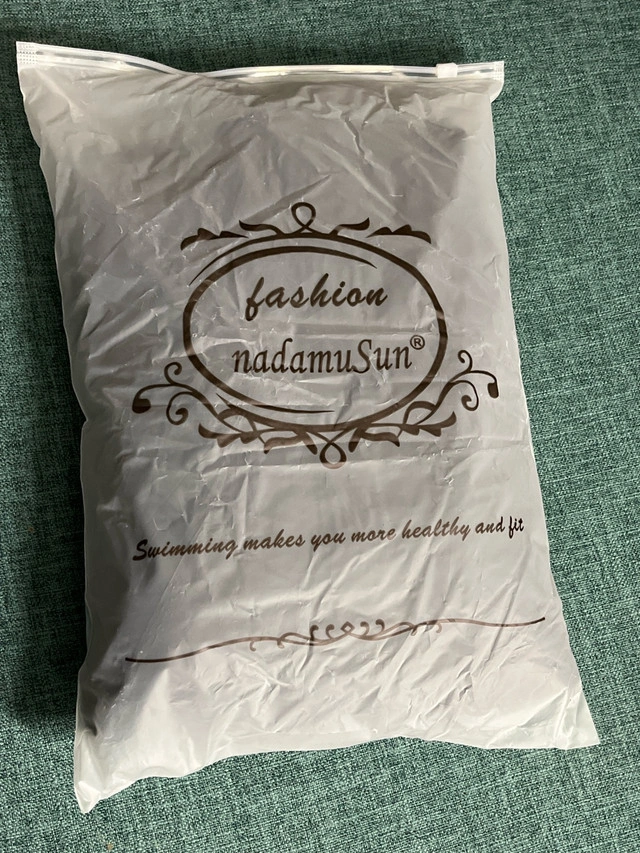 fashion
nadamuSun®
Swimming makes you more healthy and fit